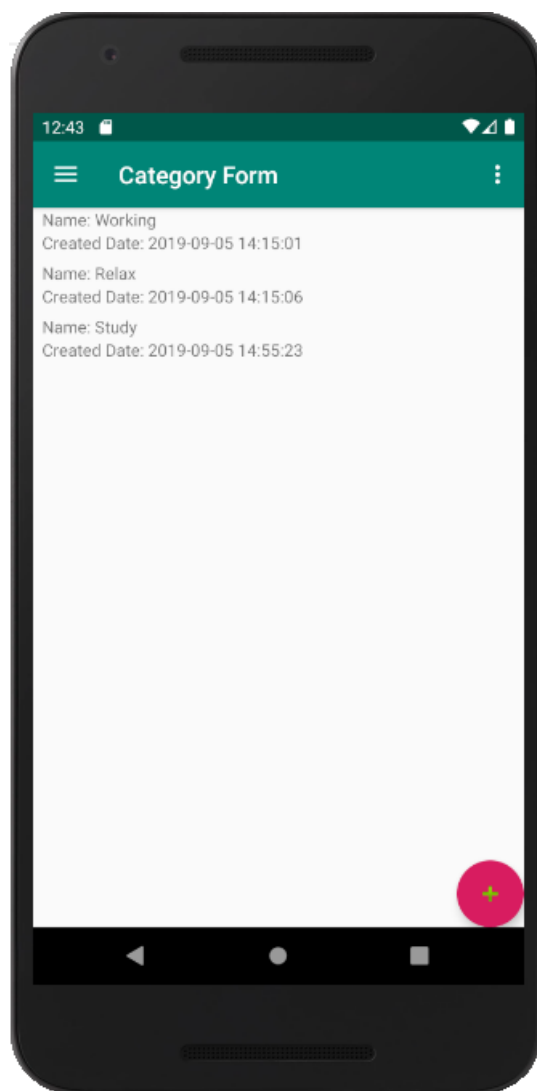 12:43
Category Form
Name: Working
Created Date: 2019-09-05 14:15:01
Name: Relax
Created Date: 2019-09-05 14:15:06
Name: Study
Created Date: 2019-09-05 14:55:23